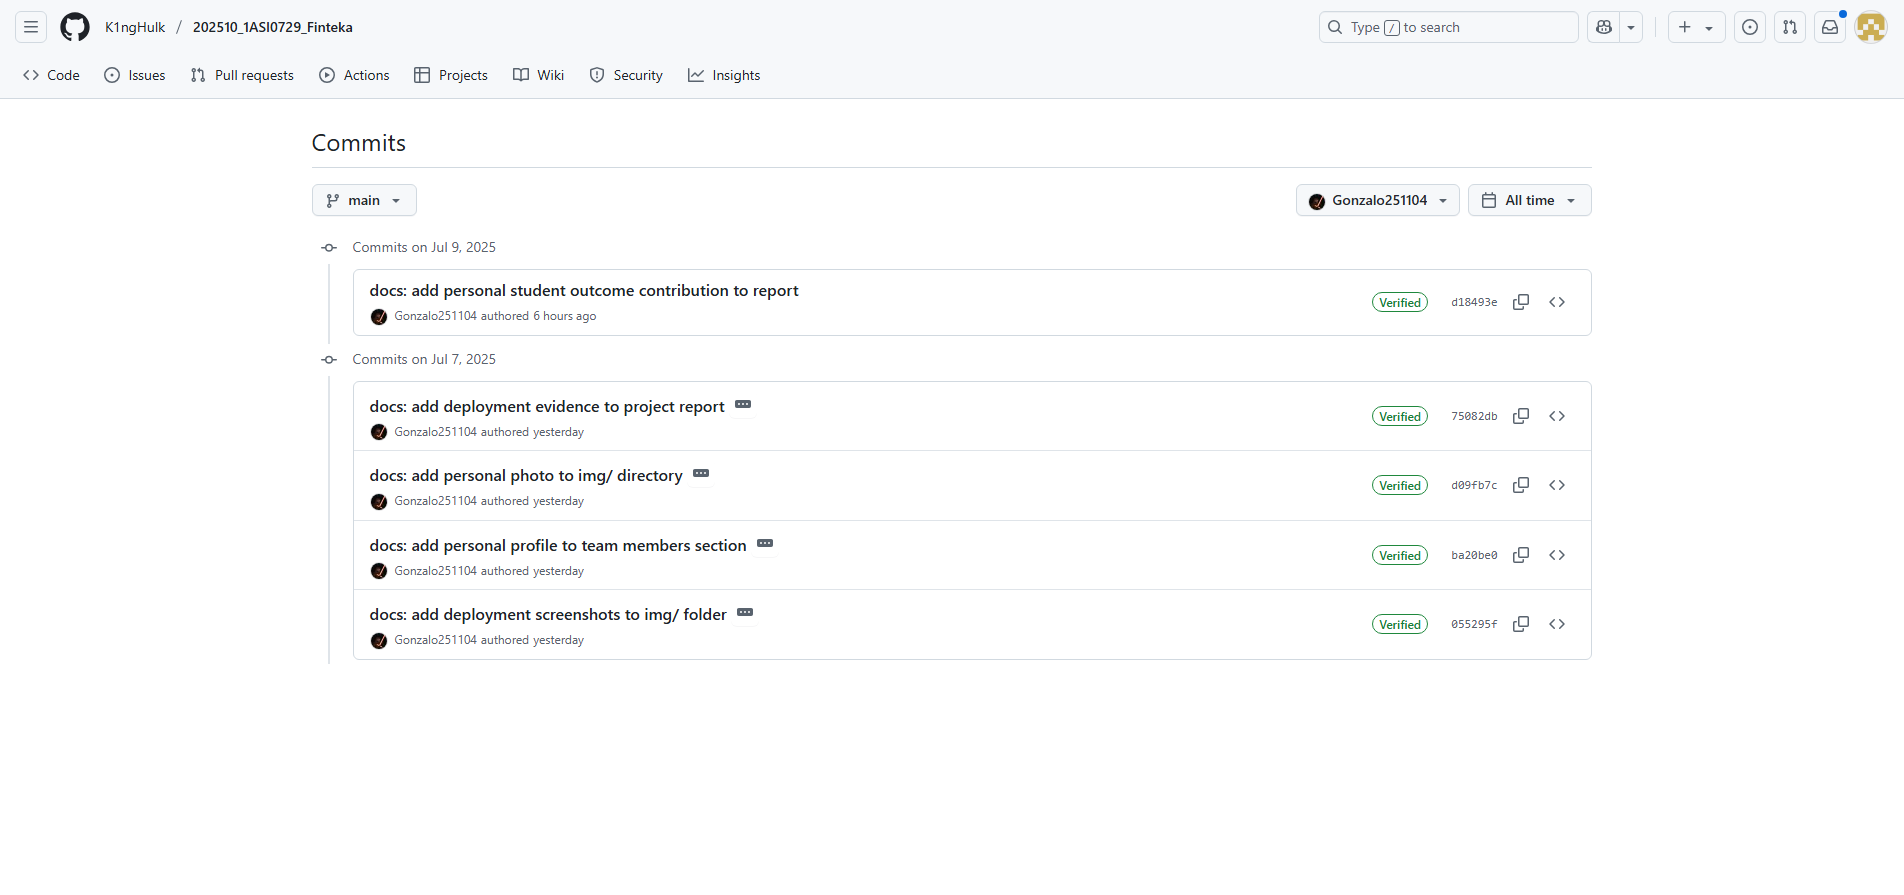 K1ngHulk / 202510_1ASI0729_Finteka
Type / to search
Code Issues Pull requests Actions Projects Wiki Security Insights
Commits
main
Gonzalo251104 All time
Commits on Jul 9, 2025
docs: add personal student outcome contribution to report
Gonzalo251104 authored 6 hours ago
Verified d18493e
Commits on Jul 7, 2025
docs: add deployment evidence to project report
Gonzalo251104 authored yesterday
Verified 75082db
docs: add personal photo to img/ directory
Gonzalo251104 authored yesterday
Verified d09fb7c
docs: add personal profile to team members section
Gonzalo251104 authored yesterday
Verified ba20be0
docs: add deployment screenshots to img/ folder
Gonzalo251104 authored yesterday
Verified 055295f